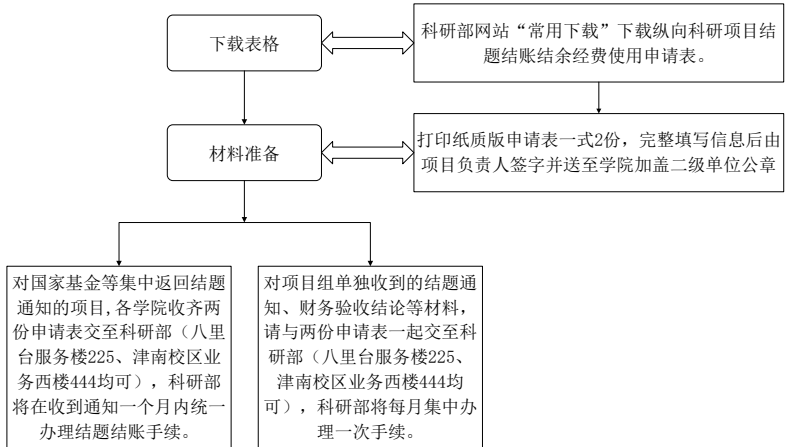 下载表格
科研部网站“常用下载”下载纵向科研项目结
题结账结余经费使用申请表。
材料准备
打印纸质版申请表一式2份，完整填写信息后由
项目负责人签字并送至学院加盖二级单位公章
对国家基金等集中返回结题
通知的项目,各学院收齐两
份申请表交至科研部（八里
台服务楼225、津南校区业
务西楼444均可），科研部
将在收到通知一个月内统一
办理结题结账手续。
对项目组单独收到的结题通
知、财务验收结论等材料，
请与两份申请表一起交至科
研部（八里台服务楼225、
津南校区业务西楼444均
可），科研部将每月集中办
理一次手续。